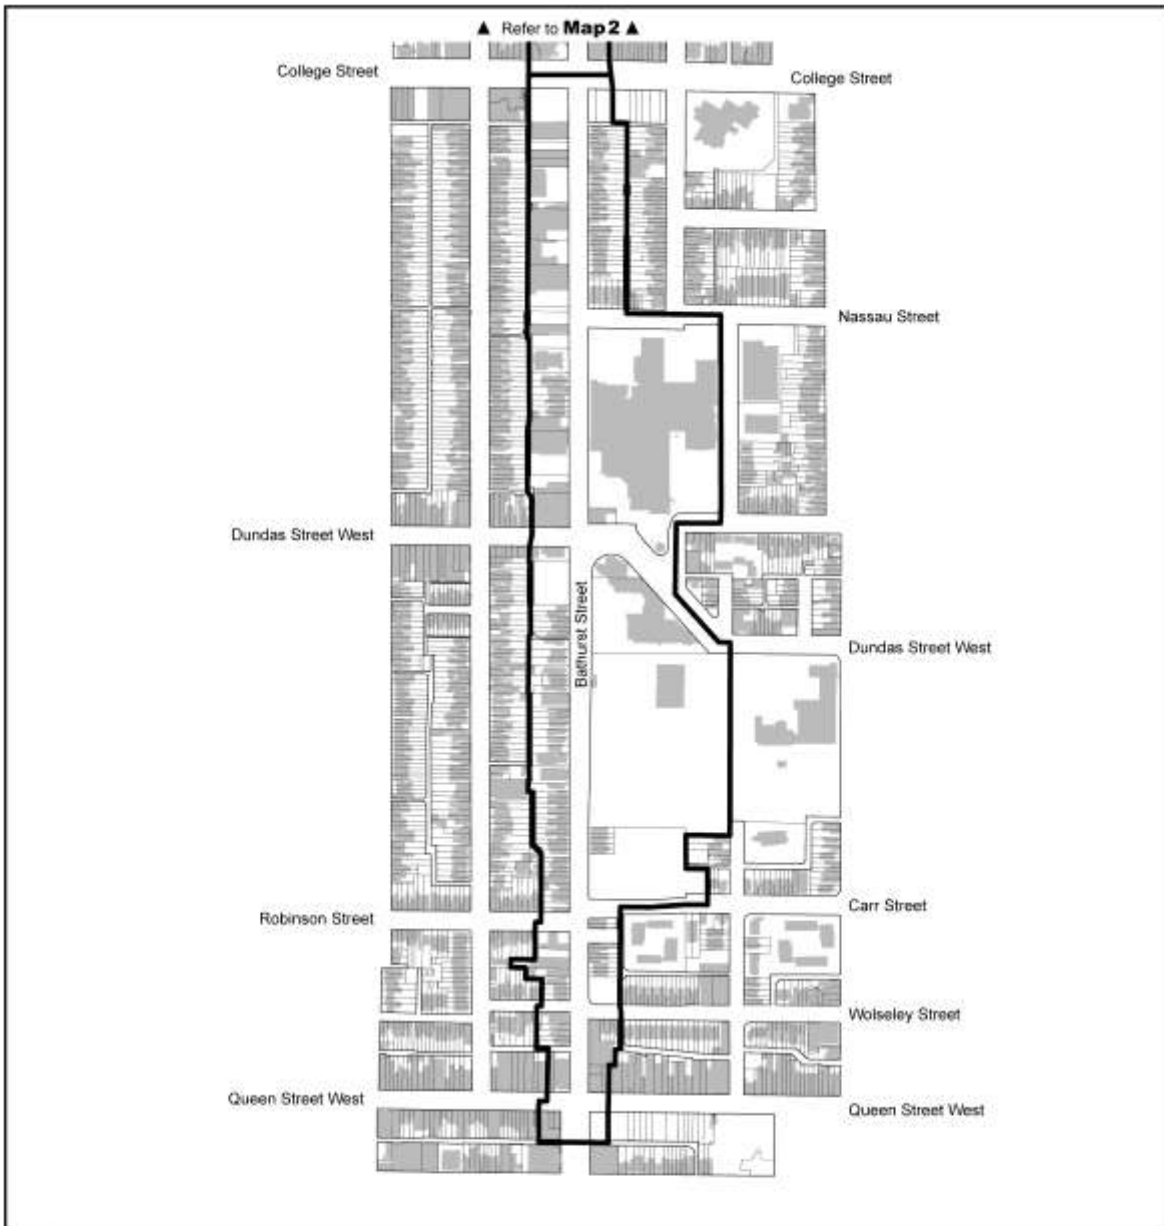 ▲ Refer to Map 2 ▲
College Street
College Street
Nassau Street
Dundas Street West
Bathurst Street
Dundas Street West
Carr Street
Robinson Street
Wolseley Street
Queen Street West
Queen Street West